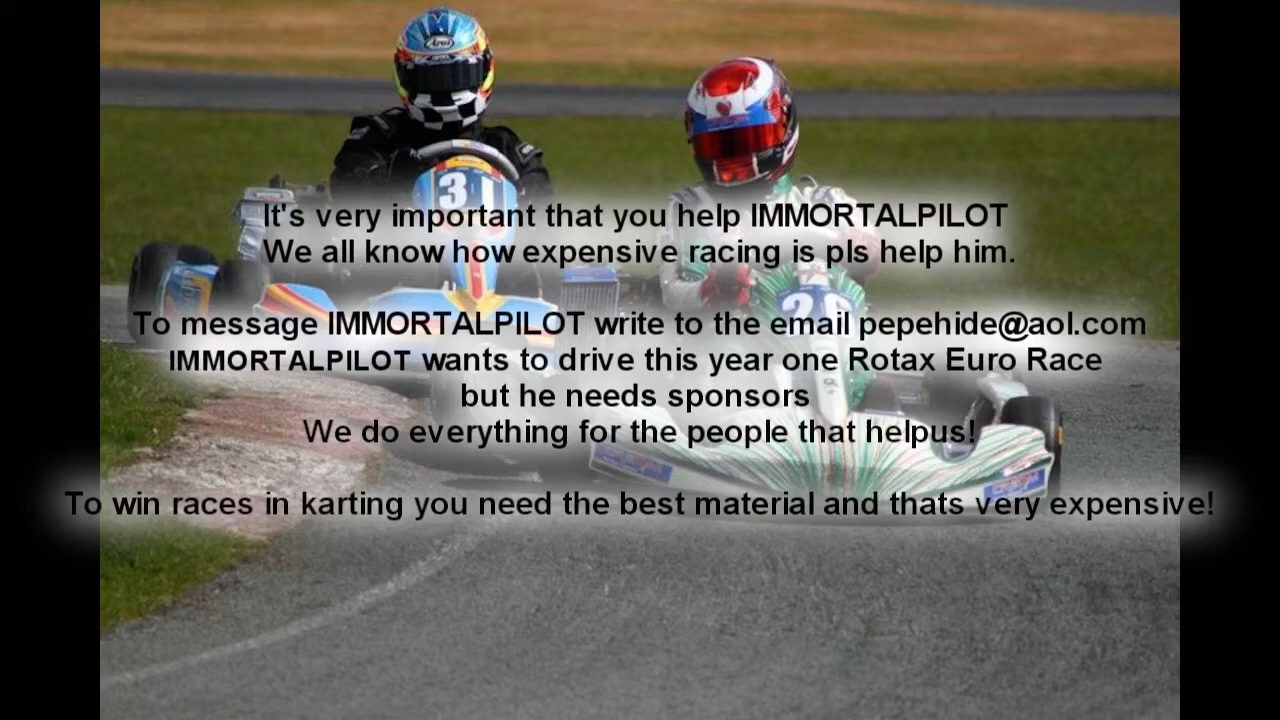 Arai
31
It's very important that you help IMMORTALPILOT
We all know how expensive racing is pls help him.
26
To message IMMORTALPILOT write to the email pepehide@aol.com
IMMORTALPILOT wants to drive this year one Rotax Euro Race
but he needs sponsors
We do everything for the people that helpus!
To win races in karting you need the best material and thats very expensive!